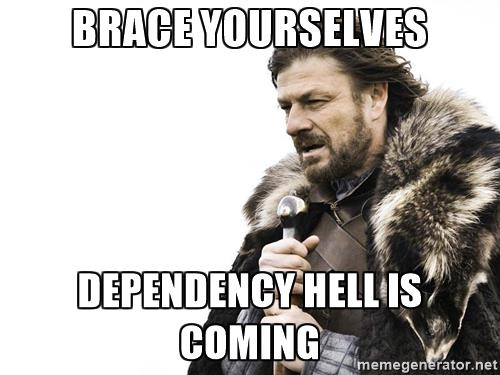 BRACE YOURSELVES
DEPENDENCY HELL IS
COMING
memegenerator.net